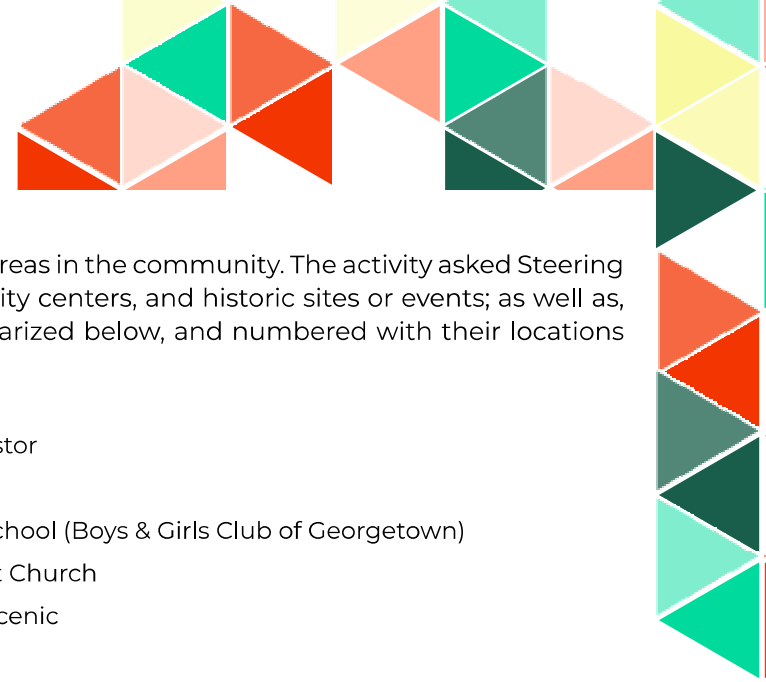 reas in the community. The activity asked Steering
ity centers, and historic sites or events; as well as,
arized below, and numbered with their locations
stor
chool (Boys & Girls Club of Georgetown)
t Church
cenic